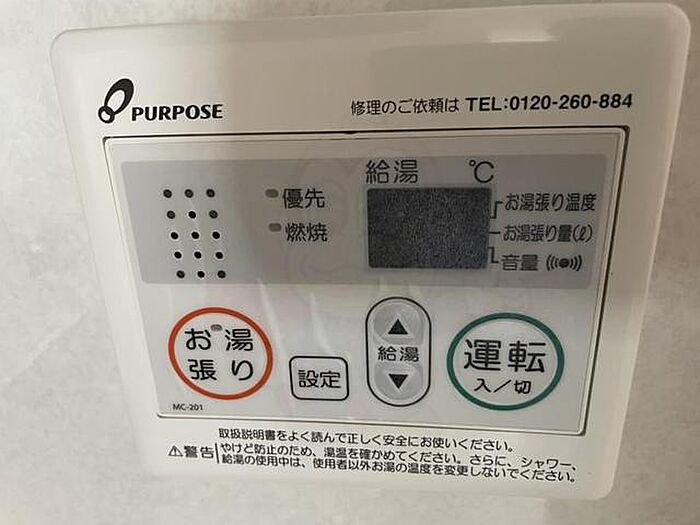 PURPOSE
修理のご依頼は TEL:0120-260-884
給湯 ℃
優先
燃焼
お湯張り温度
お湯張り量(ℓ)
音量
お湯
張り
設定
給湯
運転
入/切
MC-201
取扱説明書をよく読んで正しく安全にお使いください。
警告
やけど防止のため、湯温を確かめてください。さらに、シャワー、
給湯の使用中は、使用者以外お湯の温度を変更しないでください。